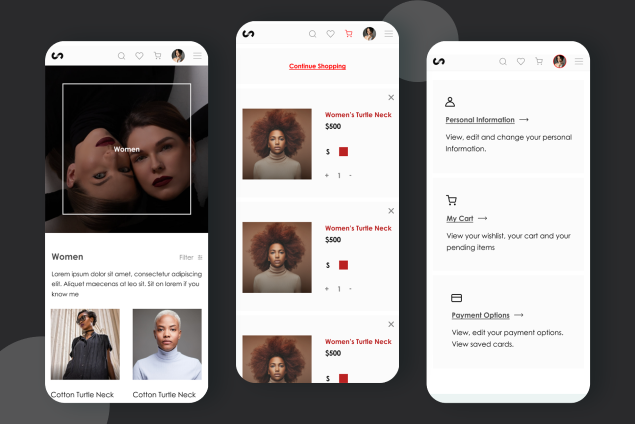 Women
Women
Filter
Lorem ipsum dolor sit amet, consectetur adipiscing
elit. Aliquet maecenas at leo sit. Sit on lorem if you
know me
Cotton Turtle Neck
Cotton Turtle Neck
Continue Shopping
Women's Turtle Neck
$500
$
+ 1 -
Women's Turtle Neck
$500
$
+ 1 -
Women's Turtle Neck
$500
$
Personal Information
View, edit and change your personal
information.
My Cart
View your wishlist, your cart and your
pending items
Payment Options
View, edit your payment options.
View saved cards.